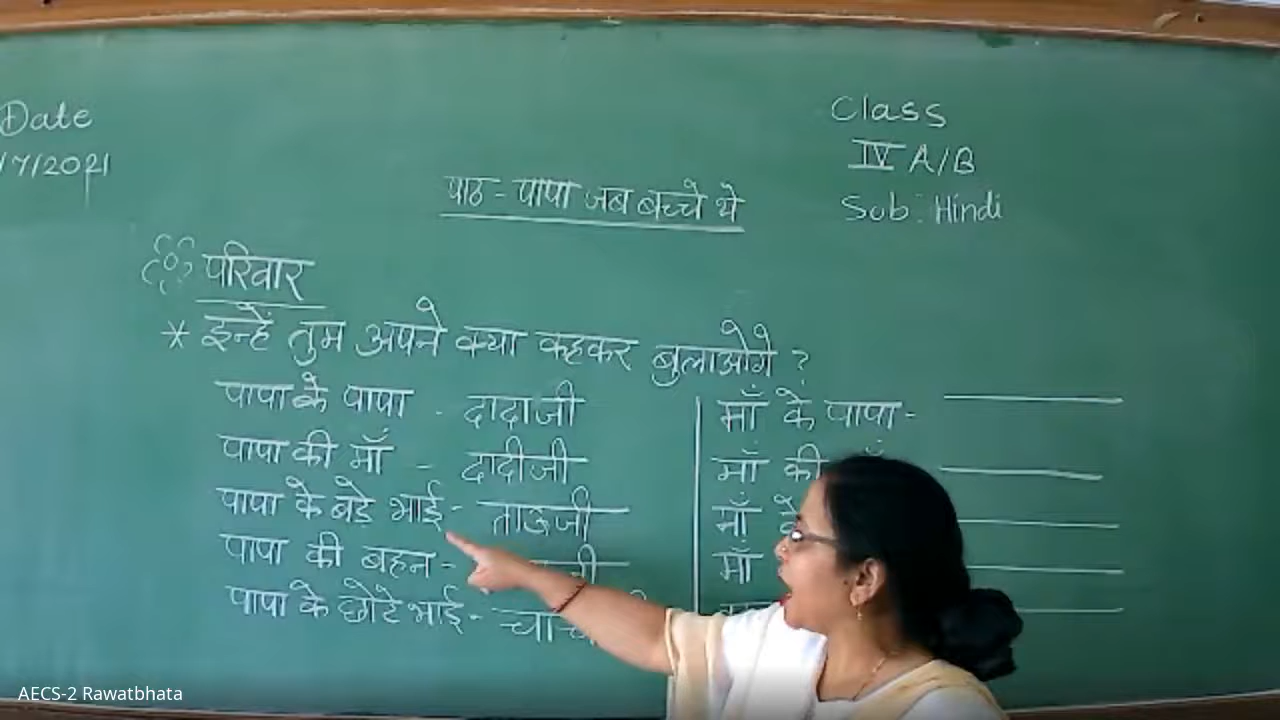 Date
/7/2021
Class
IV A/B
Sub: Hindi
पाठ - पापा जब बच्चे थे
परिवार
* इन्हें तुम अपने क्या कहकर बुलाओगे ?
पापा के पापा - दादाजी
पापा की माँ - दादीजी
पापा के बड़े भाई - ताऊजी
पापा की बहन -
पापा के छोटे भाई -
माँ के पापा -
माँ की
माँ के
माँ
AECS-2 Rawatbhata